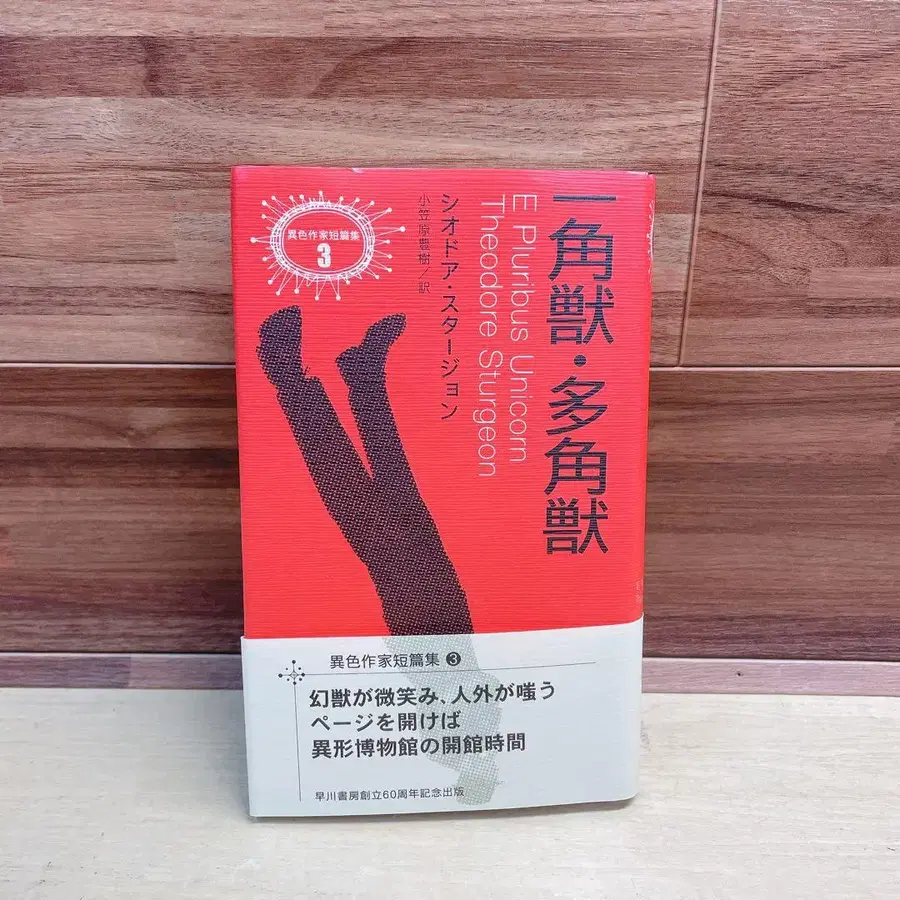 一角獣・多角獣
E Pluribus Unicorn
Theodore Sturgeon
シオドア・スタージョン
小笠原豊樹/訳
異色作家短篇集
3
異色作家短篇集 ❸
幻獣が微笑み、人外が嗤う
ページを開けば
異形博物館の開館時間
早川書房創立60周年記念出版